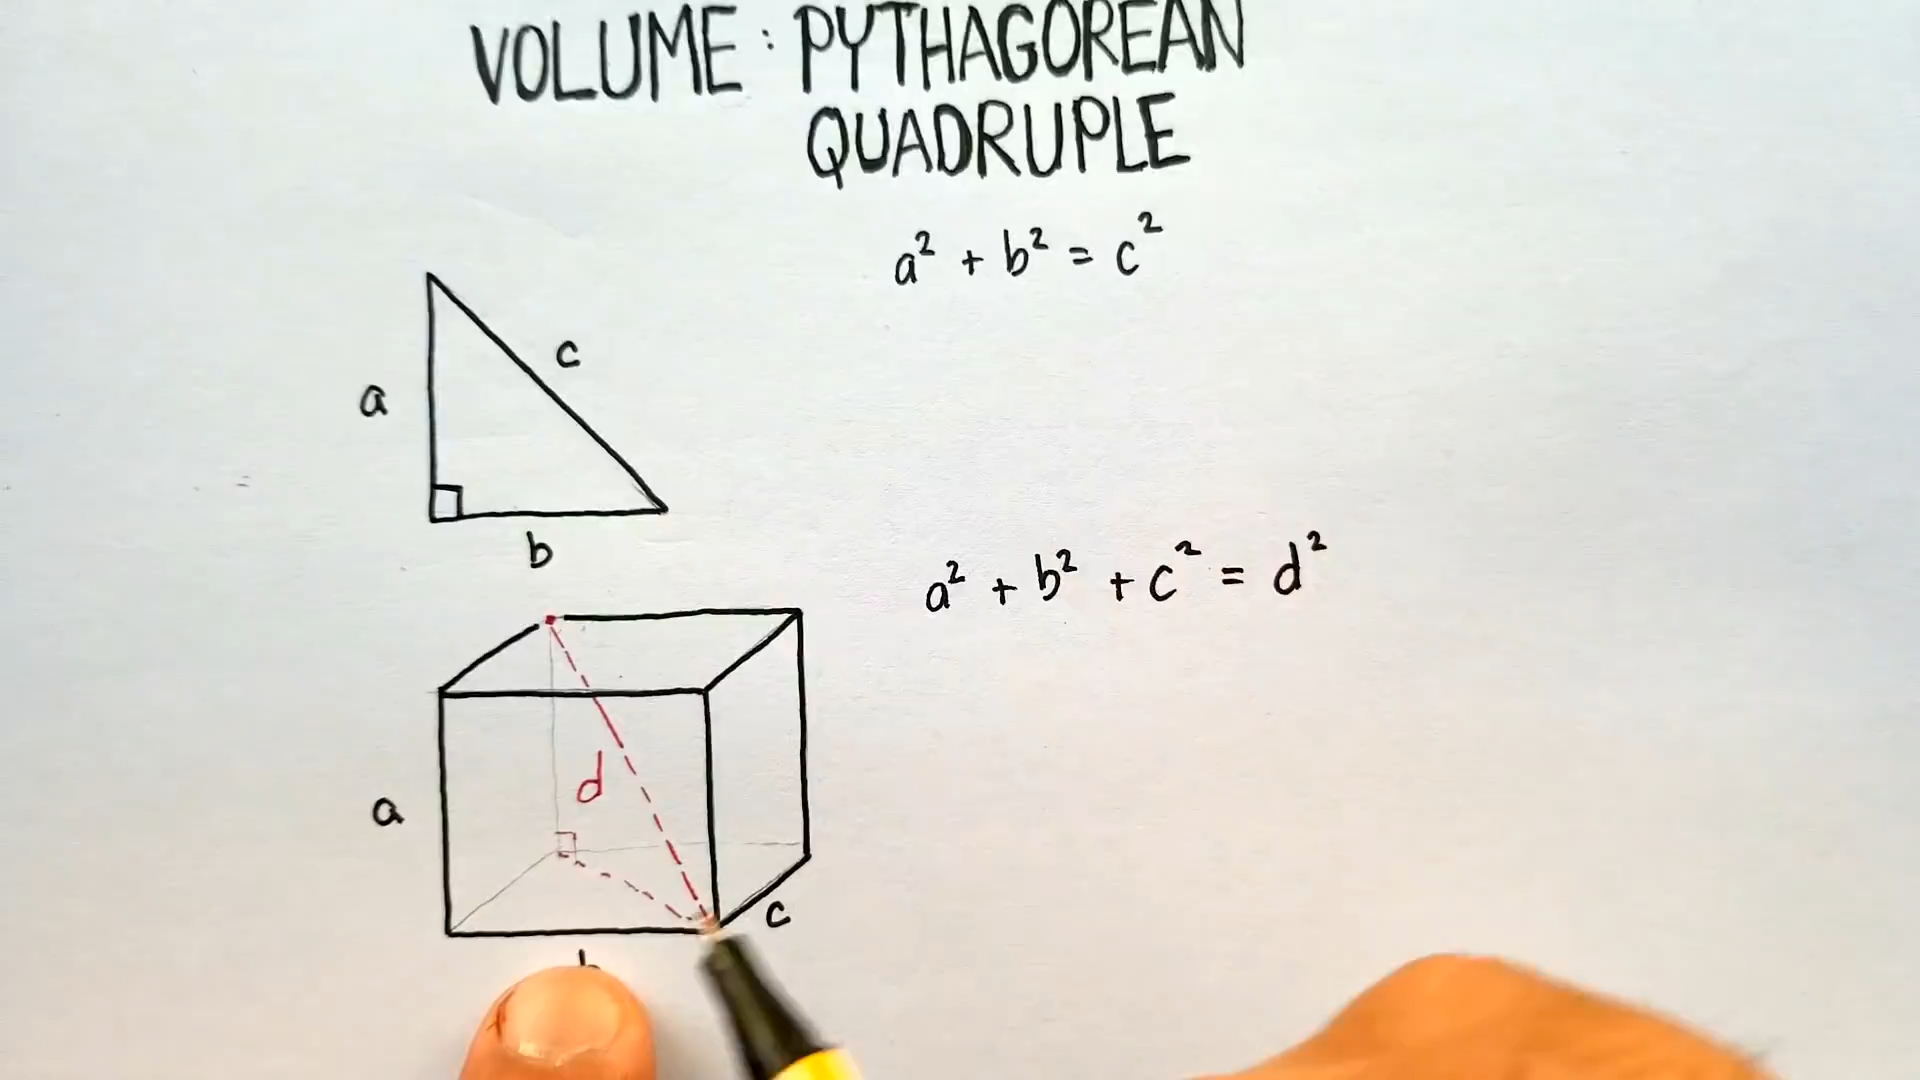 VOLUME : PYTHAGOREAN
QUADRUPLE
a² + b² = c²
a
c
b
a² + b² + c² = d²
d
a
c